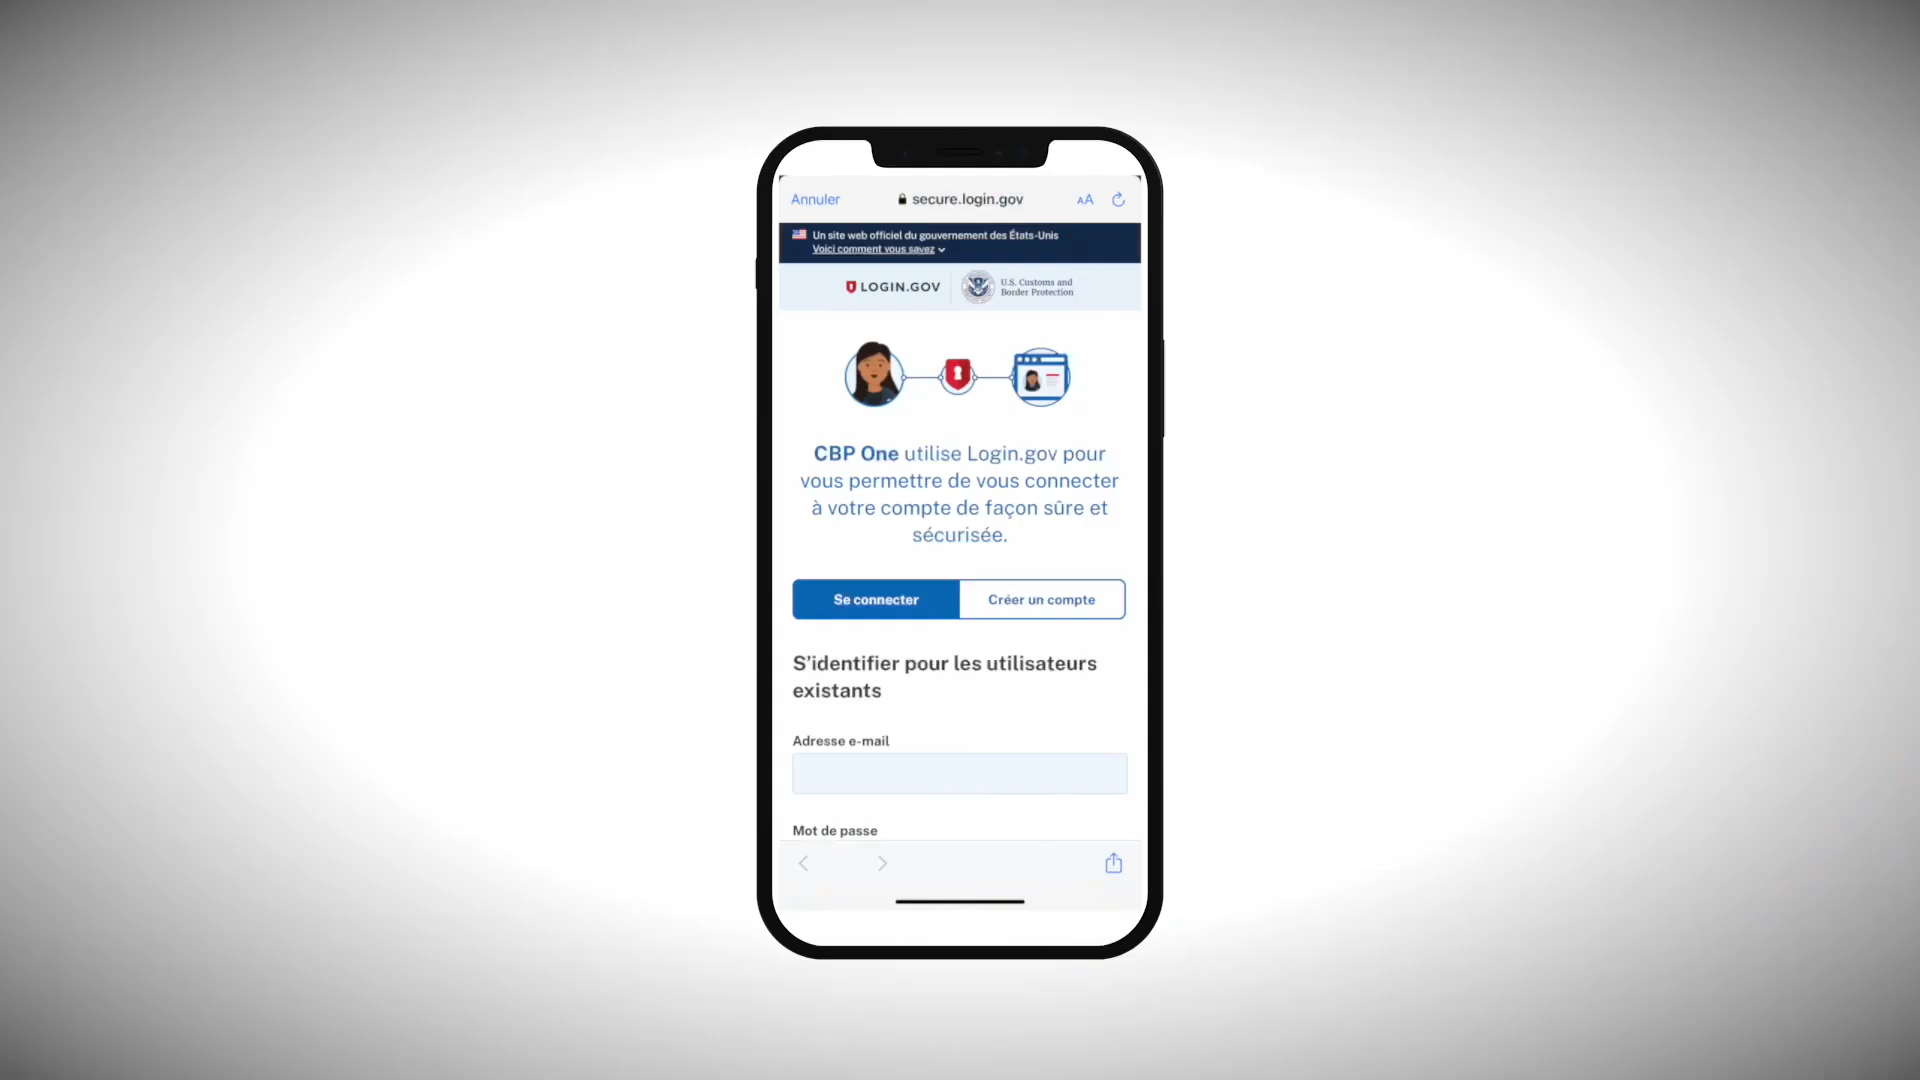 Annuler
secure.login.gov
AA
Un site web officiel du gouvernement des États-Unis
Voici comment vous savez
LOGIN.GOV
U.S. Customs and
Border Protection
CBP One utilise Login.gov pour
vous permettre de vous connecter
à votre compte de façon sûre et
sécurisée.
Se connecter
Créer un compte
S’identifier pour les utilisateurs
existants
Adresse e-mail
Mot de passe